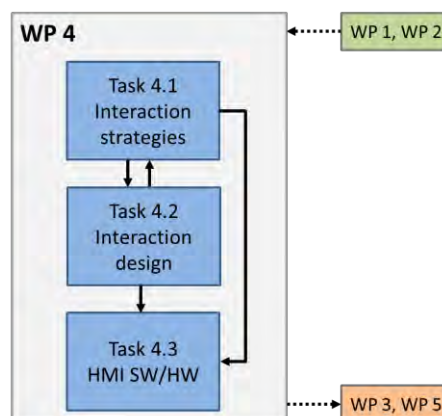 WP 4
WP 1, WP 2
Task 4.1
Interaction
strategies
Task 4.2
Interaction
design
Task 4.3
HMI SW/HW
WP 3, WP 5